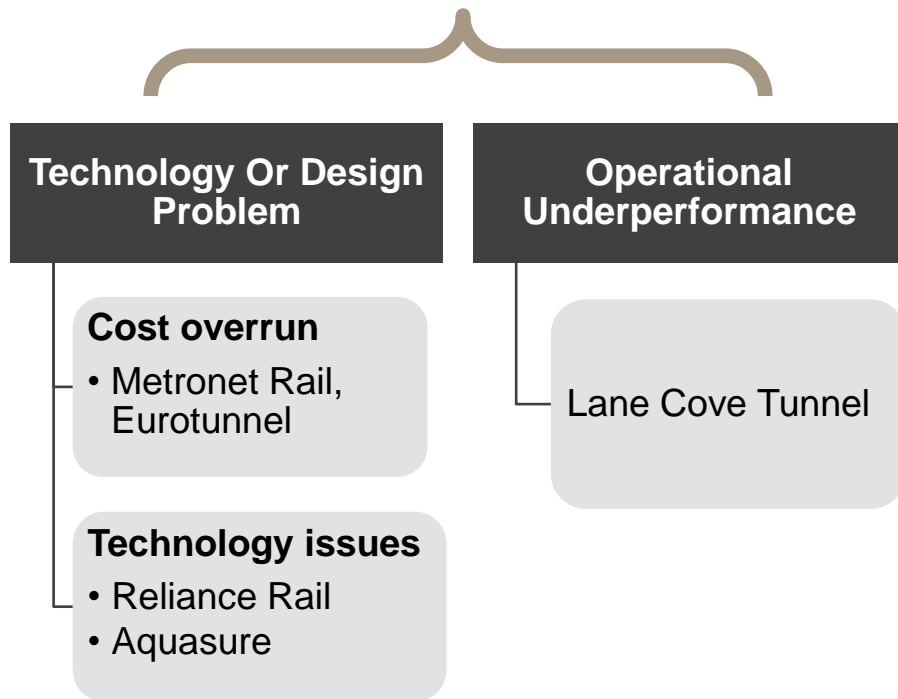 Technology Or Design
Problem
Cost overrun
• Metronet Rail,
Eurotunnel
Technology issues
• Reliance Rail
• Aquasure
Operational
Underperformance
Lane Cove Tunnel